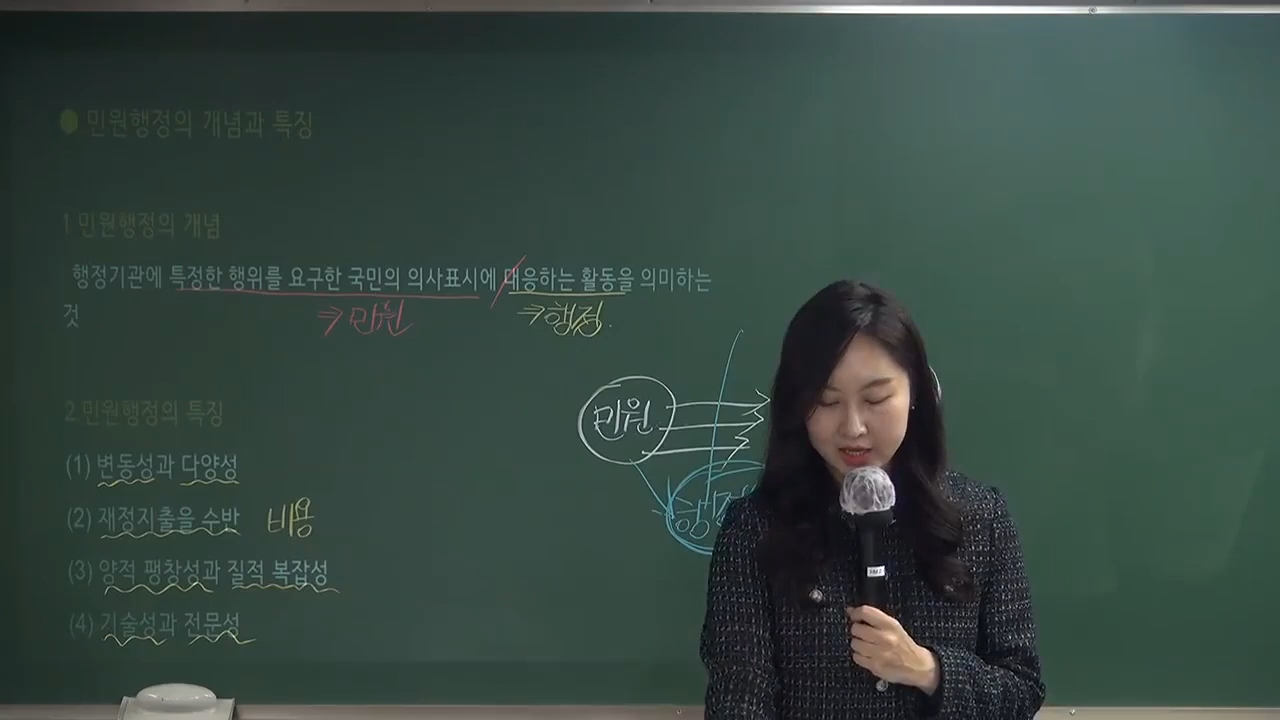 ● 민원행정의 개념과 특징
1 민원행정의 개념
행정기관에 특정한 행위를 요구한 국민의 의사표시에 대응하는 활동을 의미하는
것
⇒ 민원 ⇒ 행정.
2 민원행정의 특징
민원
(1) 변동성과 다양성
(2) 재정지출을 수반 비용
(3) 양적 팽창성과 질적 복잡성
(4) 기술성과 전문성